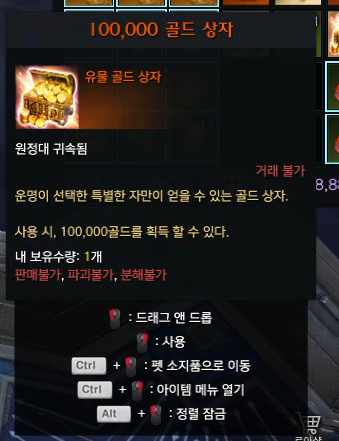 100,000 골드 상자
유물 골드 상자
원정대 귀속됨
거래 불가
8,8
운명이 선택한 특별한 자만이 얻을 수 있는 골드 상자.
사용 시, 100,000골드를 획득 할 수 있다.
내 보유수량: 1개
판매불가, 파괴불가, 분해불가
: 드래그 앤 드롭
: 사용
Ctrl + : 펫 소지품으로 이동
Ctrl + : 아이템 메뉴 열기
Alt + : 정렬 잠금